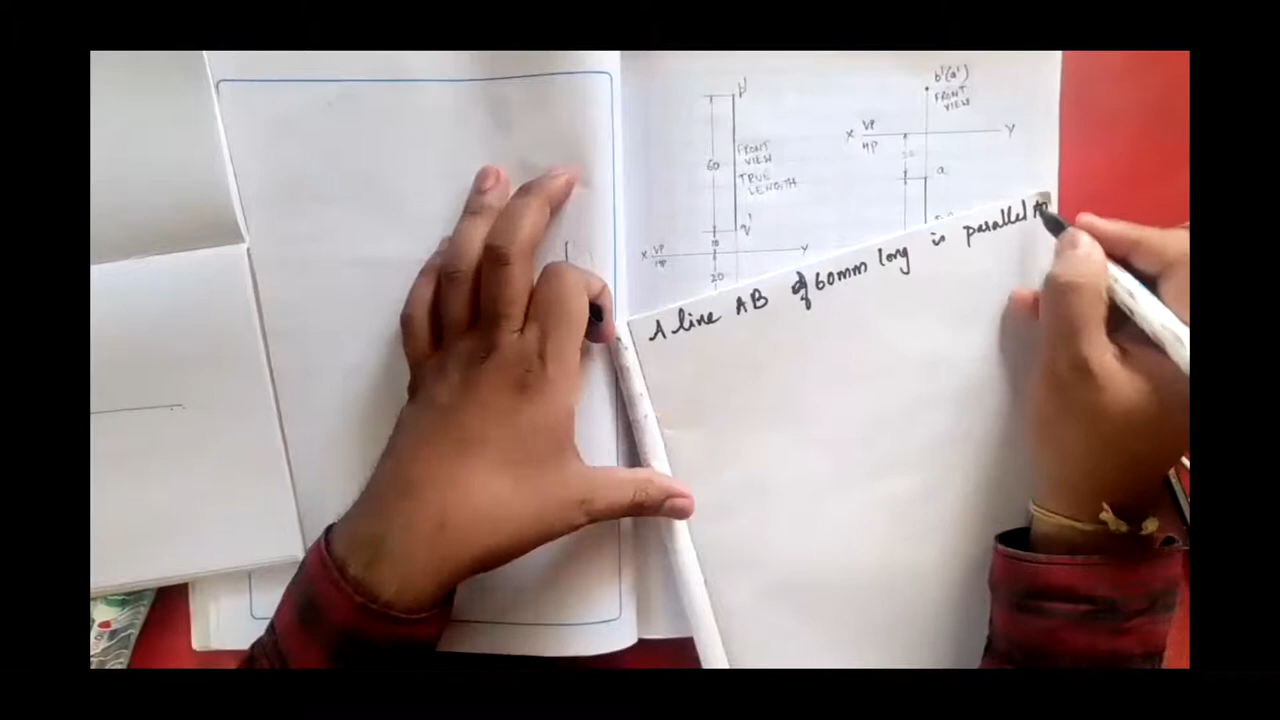 b'
60
FRONT
VIEW
TRUE
LENGTH
a'
10
X VP Y
HP
20
b'(a')
FRONT
VIEW
X VP Y
HP
20
a
A line AB of 60mm long is parallel to